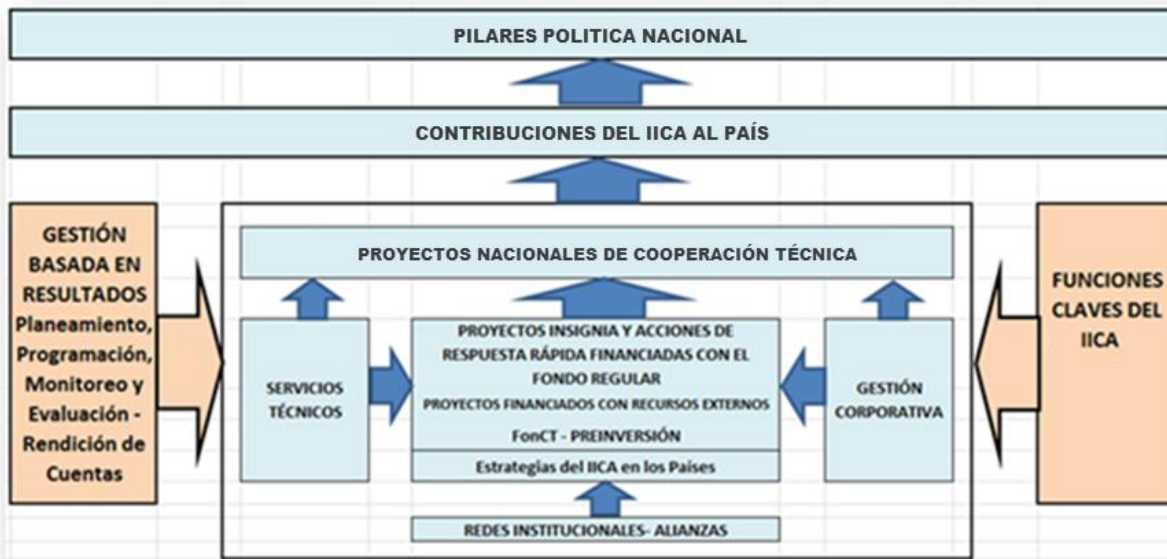 PILARES POLITICA NACIONAL
CONTRIBUCIONES DEL IICA AL PAÍS
GESTIÓN
BASADA EN
RESULTADOS
Planeamiento,
Programación,
Monitoreo y
Evaluación -
Rendición de
Cuentas
PROYECTOS NACIONALES DE COOPERACIÓN TÉCNICA
SERVICIOS
TÉCNICOS
PROYECTOS INSIGNIA Y ACCIONES DE
RESPUESTA RÁPIDA FINANCIADAS CON EL
FONDO REGULAR
PROYECTOS FINANCIADOS CON RECURSOS EXTERNOS
FonCT - PREINVERSIÓN
Estrategias del IICA en los Países
GESTIÓN
CORPORATIVA
REDES INSTITUCIONALES- ALIANZAS
FUNCIONES
CLAVES DEL
IICA